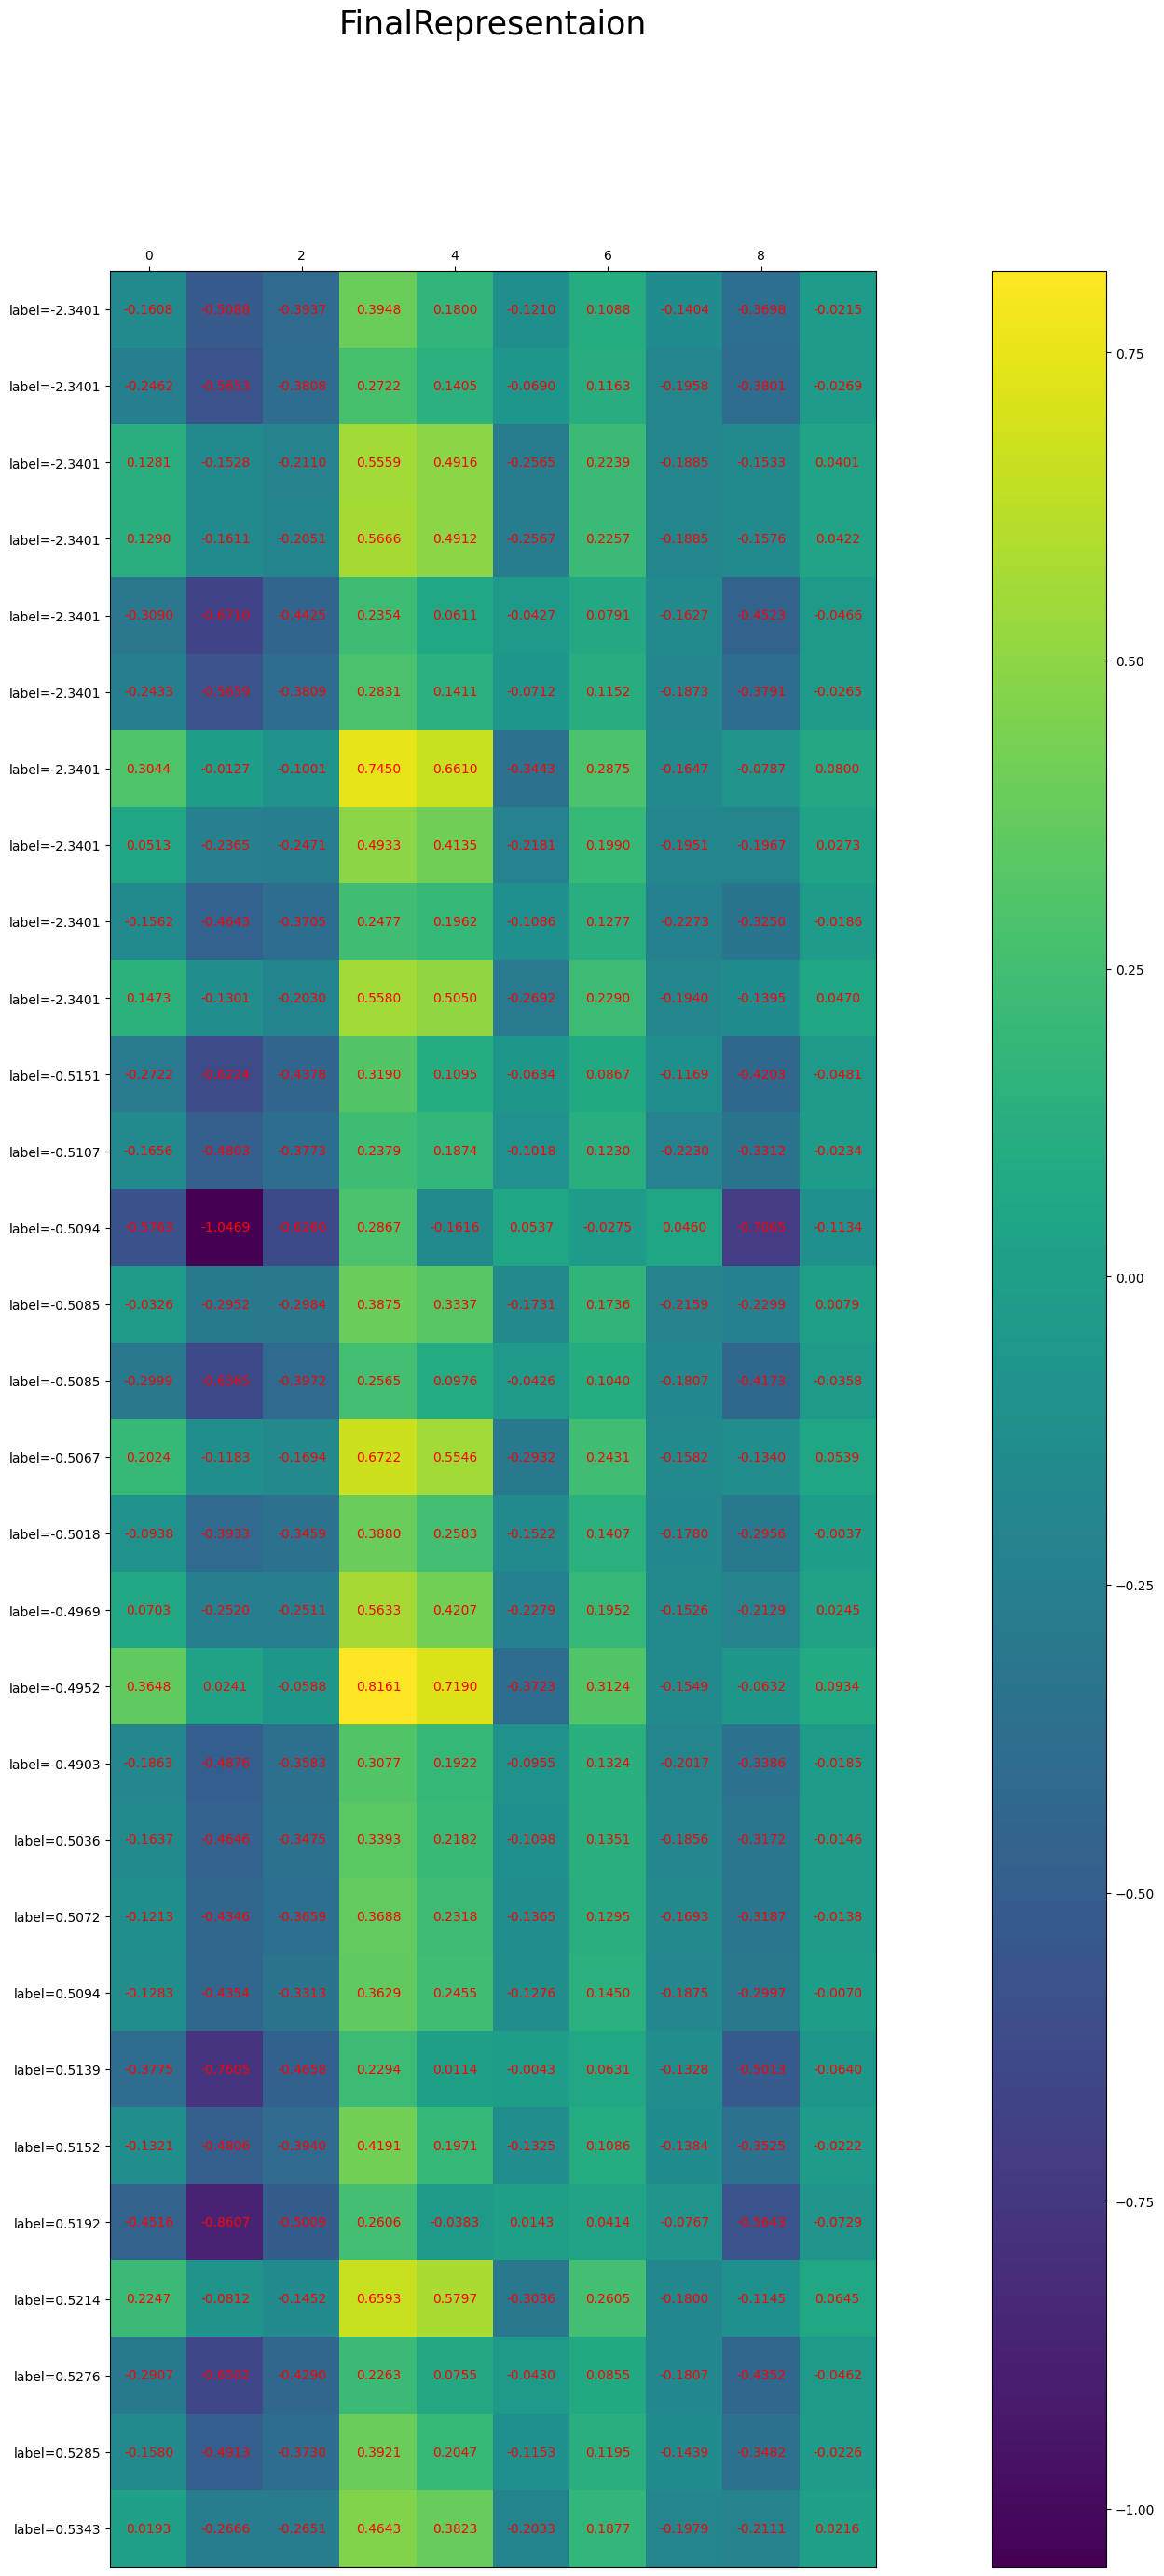 FinalRepresentaion
0 2 4 6 8
label=-2.3401 -0.1608 -0.5088 -0.3937 0.3948 0.1800 -0.1210 0.1088 -0.1404 -0.3698 -0.0215
label=-2.3401 -0.2462 -0.3808 0.2722 0.1405 -0.0690 0.1163 -0.1958 -0.3801 -0.0269
label=-2.3401 0.1281 -0.1528 -0.2110 0.5559 0.4916 -0.2565 0.2239 -0.1885 -0.1533 0.0401
label=-2.3401 0.1290 -0.1611 -0.2051 0.5666 0.4912 -0.2567 0.2257 -0.1885 -0.1576 0.0422
label=-2.3401 -0.3090 -0.4425 0.2354 0.0611 -0.0427 0.0791 -0.1627 -0.4523 -0.0466
label=-2.3401 -0.2433 -0.3809 0.2831 0.1411 -0.0712 0.1152 -0.1873 -0.3791 -0.0265
label=-2.3401 0.3044 -0.0127 -0.1001 0.7450 0.6610 -0.3443 0.2875 -0.1647 -0.0787 0.0800
label=-2.3401 0.0513 -0.2365 -0.2471 0.4933 0.4135 -0.2181 0.1990 -0.1951 -0.1967 0.0273
label=-2.3401 -0.1562 -0.4643 -0.3705 0.2477 0.1962 -0.1086 0.1277 -0.2273 -0.3250 -0.0186
label=-2.3401 0.1473 -0.1301 -0.2030 0.5580 0.5050 -0.2692 0.2290 -0.1940 -0.1395 0.0470
label=-0.5151 -0.2722 -0.6224 -0.4378 0.3190 0.1095 -0.0634 0.0867 -0.1169 -0.4203 -0.0481
label=-0.5107 -0.1656 -0.4803 -0.3773 0.2379 0.1874 -0.1018 0.1230 -0.2230 -0.3312 -0.0234
label=-0.5094 -1.0469 0.2867 -0.1616 0.0537 -0.0275 0.0460 -0.1134
label=-0.5085 -0.0326 -0.2952 -0.2984 0.3875 0.3337 -0.1731 0.1736 -0.2159 -0.2299 0.0079
label=-0.5085 -0.2999 -0.3972 0.2565 0.0976 -0.0426 0.1040 -0.1807 -0.4173 -0.0358
label=-0.5067 0.2024 -0.1183 -0.1694 0.6722 0.5546 -0.2932 0.2431 -0.1582 -0.1340 0.0539
label=-0.5018 -0.0938 -0.3933 -0.3459 0.3880 0.2583 -0.1522 0.1407 -0.1780 -0.2956 -0.0037
label=-0.4969 0.0703 -0.2520 -0.2511 0.5633 0.4207 -0.2279 0.1952 -0.1526 -0.2129 0.0245
label=-0.4952 0.3648 0.0241 -0.0588 0.8161 0.7190 -0.3723 0.3124 -0.1549 -0.0632 0.0934
label=-0.4903 -0.1863 -0.4876 -0.3583 0.3077 0.1922 -0.0955 0.1324 -0.2017 -0.3386 -0.0185
label=0.5036 -0.1637 -0.4646 -0.3475 0.3393 0.2182 -0.1098 0.1351 -0.1856 -0.3172 -0.0146
label=0.5072 -0.1213 -0.4346 -0.3659 0.3688 0.2318 -0.1365 0.1295 -0.1693 -0.3187 -0.0138
label=0.5094 -0.1283 -0.4354 -0.3313 0.3629 0.2455 -0.1276 0.1450 -0.1875 -0.2997 -0.0070
label=0.5139 -0.3775 -0.7605 -0.4658 0.2294 0.0114 -0.0043 0.0631 -0.1328 -0.5013 -0.0640
label=0.5152 -0.1321 -0.4806 -0.3940 0.4191 0.1971 -0.1325 0.1086 -0.1384 -0.3525 -0.0222
label=0.5192 -0.4516 -0.8607 -0.5009 0.2606 -0.0383 0.0143 0.0414 -0.0767 -0.5643 -0.0729
label=0.5214 0.2247 -0.0812 -0.1452 0.6593 0.5797 -0.3036 0.2605 -0.1800 -0.1145 0.0645
label=0.5276 -0.2907 -0.4290 0.2263 0.0755 -0.0430 0.0855 -0.1807 -0.4352 -0.0462
label=0.5285 -0.1580 -0.4913 -0.3730 0.3921 0.2047 -0.1153 0.1195 -0.1439 -0.3482 -0.0226
label=0.5343 0.0193 -0.2666 -0.2651 0.4643 0.3823 -0.2033 0.1877 -0.1979 -0.2111 0.0216
0.75
0.50
0.25
0.00
−0.25
−0.50
−0.75
−1.00